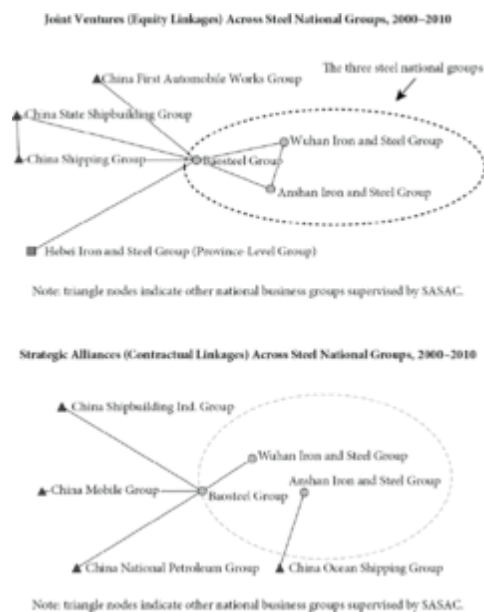 Joint Ventures (Equity Linkages) Across Steel National Groups, 2000–2010
The three steel national groups
China First Automobile Works Group
China State Shipbuilding Group
Wuhan Iron and Steel Group
China Shipping Group
Baosteel Group
Anshan Iron and Steel Group
Hebei Iron and Steel Group (Province-Level Group)
Note: triangle nodes indicate other national business groups supervised by SASAC.
Strategic Alliances (Contractual Linkages) Across Steel National Groups, 2000–2010
China Shipbuilding Ind. Group
Wuhan Iron and Steel Group
Anshan Iron and Steel Group
China Mobile Group
Baosteel Group
China National Petroleum Group
China Ocean Shipping Group
Note: triangle nodes indicate other national business groups supervised by SASAC.